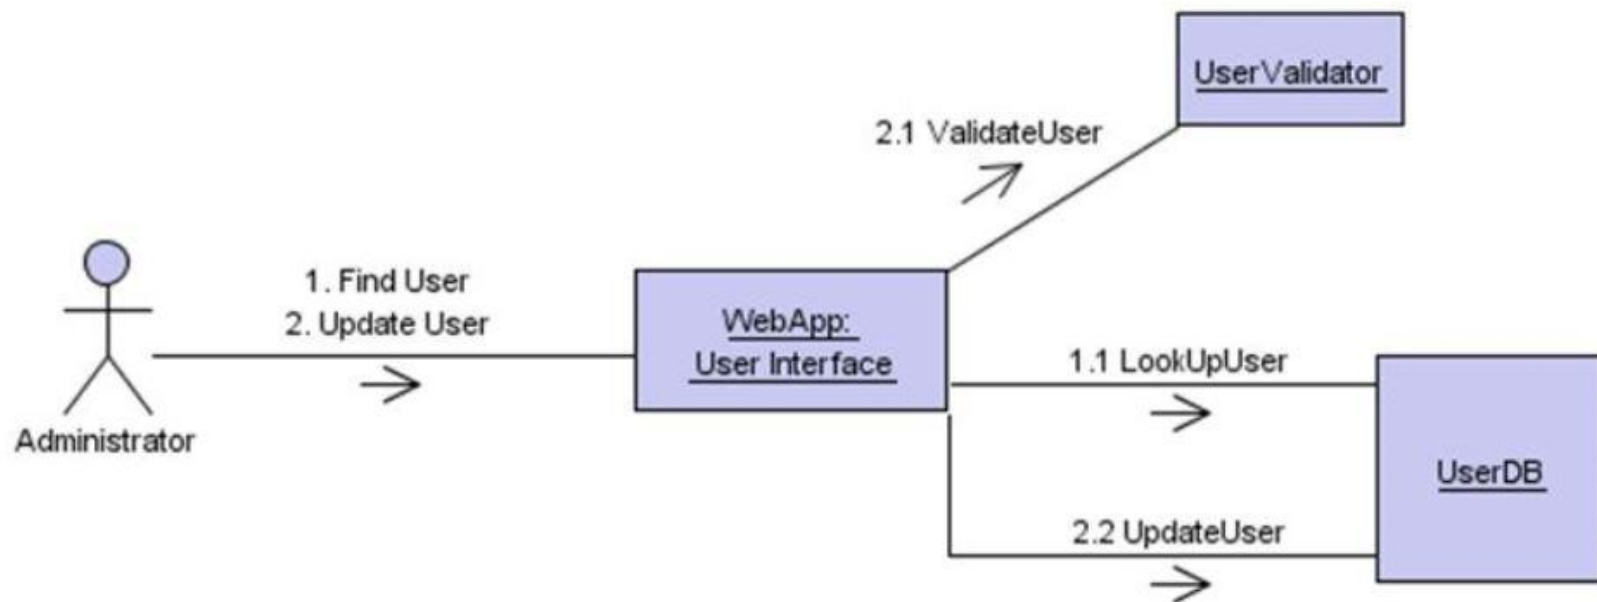 UserValidator
2.1 ValidateUser
1. Find User
2. Update User
WebApp:
User Interface
1.1 LookUpUser
Administrator
UserDB
2.2 UpdateUser